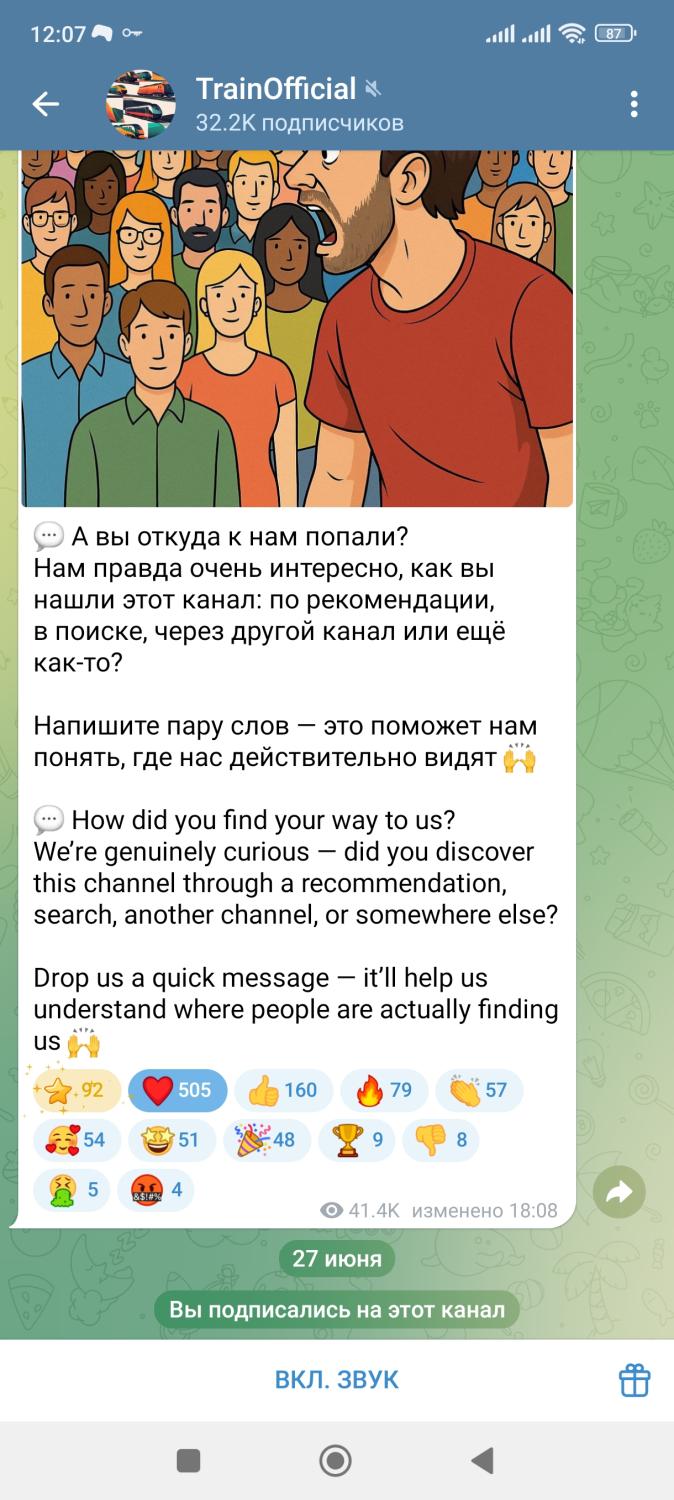 12:07
87
TrainOfficial
32.2K подписчиков
💬 А вы откуда к нам попали?
Нам правда очень интересно, как вы
нашли этот канал: по рекомендации,
в поиске, через другой канал или ещё
как-то?
Напишите пару слов — это поможет нам
понять, где нас действительно видят 🙌
💬 How did you find your way to us?
We’re genuinely curious — did you discover
this channel through a recommendation,
search, another channel, or somewhere else?
Drop us a quick message — it’ll help us
understand where people are actually finding
us 🙌
⭐ 92 ❤️ 505 👍 160 🔥 79 👏 57
🥰 54 🤩 51 🎉 48 🏆 9 👎 8
🤮 5 🤬 4
41.4K изменено 18:08
27 июня
Вы подписались на этот канал
ВКЛ. ЗВУК